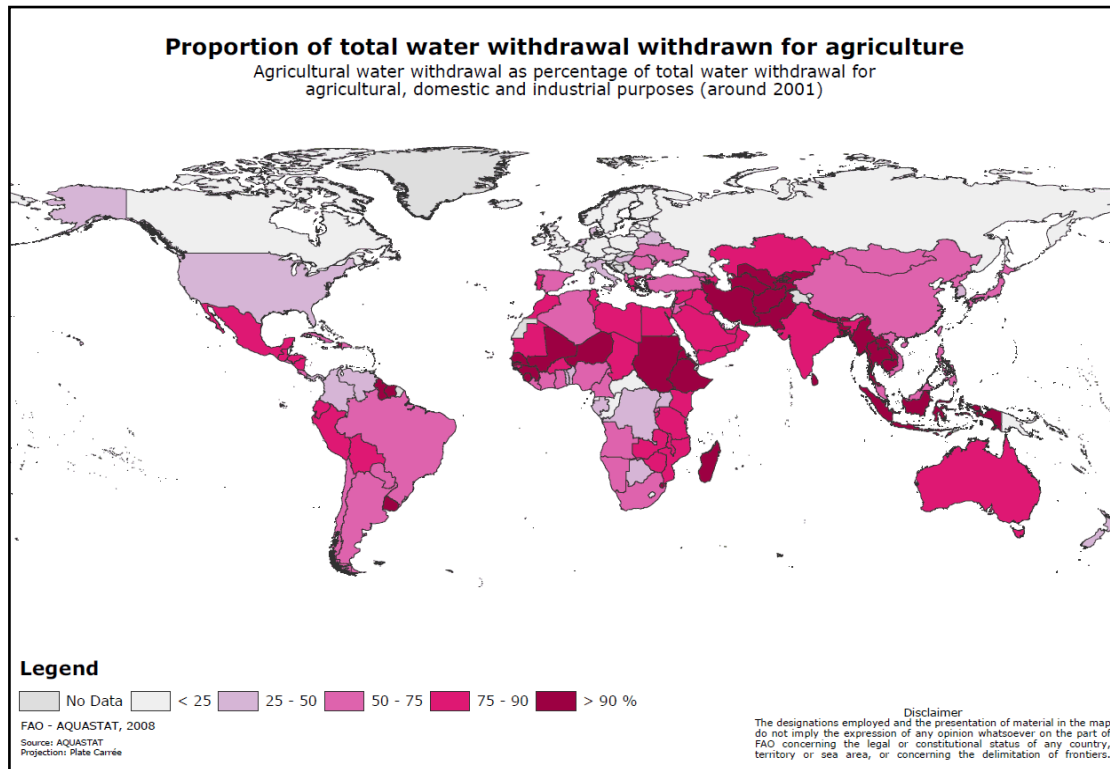 Proportion of total water withdrawal withdrawn for agriculture
Agricultural water withdrawal as percentage of total water withdrawal for
agricultural, domestic and industrial purposes (around 2001)
Legend
No Data < 25 25 - 50 50 - 75 75 - 90 > 90 %
FAO - AQUASTAT, 2008
Source: AQUASTAT
Projection: Plate Carrée
Disclaimer
The designations employed and the presentation of material in the map
do not imply the expression of any opinion whatsoever on the part of
FAO concerning the legal or constitutional status of any country,
territory or sea area, or concerning the delimitation of frontiers.